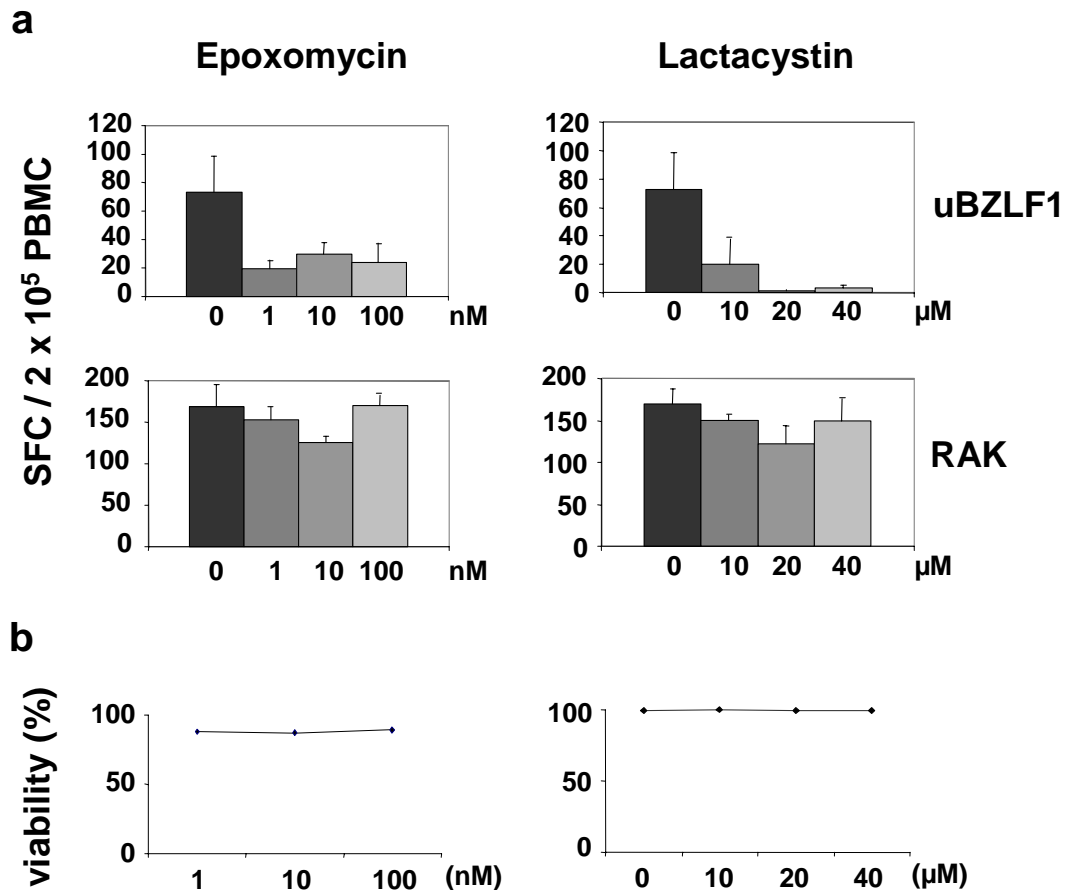 a
Epoxomycin
Lactacystin
SFC / 2 x 10⁵ PBMC
120
100
80
60
40
20
0
0 1 10 100 nM
120
100
80
60
40
20
0
0 10 20 40 µM
uBZLF1
200
150
100
50
0
0 1 10 100 nM
200
150
100
50
0
0 10 20 40 µM
RAK
b
viability (%)
100
50
0
1 10 100 (nM)
100
50
0
0 10 20 40 (µM)